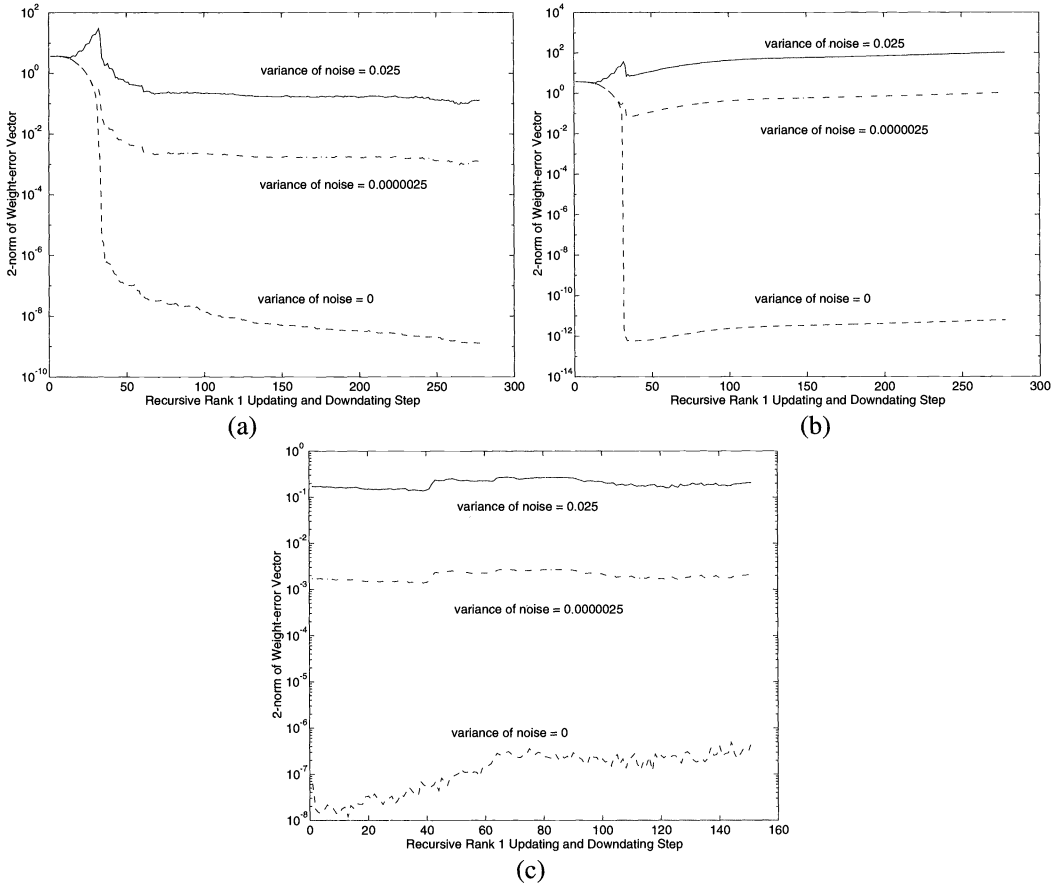 10^2
10^0
10^-2
10^-4
10^-6
10^-8
10^-10
2-norm of Weight-error Vector
variance of noise = 0.025
variance of noise = 0.0000025
variance of noise = 0
0 50 100 150 200 250 300
Recursive Rank 1 Updating and Downdating Step
(a)
10^4
10^2
10^0
10^-2
10^-4
10^-6
10^-8
10^-10
10^-12
10^-14
2-norm of Weight-error Vector
variance of noise = 0.025
variance of noise = 0.0000025
variance of noise = 0
0 50 100 150 200 250 300
Recursive Rank 1 Updating and Downdating Step
(b)
10^0
10^-1
10^-2
10^-3
10^-4
10^-5
10^-6
10^-7
10^-8
2-norm of Weight-error Vector
variance of noise = 0.025
variance of noise = 0.0000025
variance of noise = 0
0 20 40 60 80 100 120 140 160
Recursive Rank 1 Updating and Downdating Step
(c)